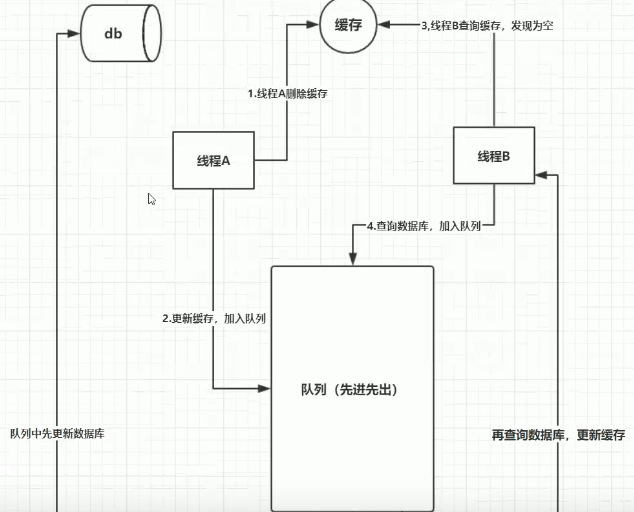 db
缓存
3,线程B查询缓存，发现为空
1.线程A删除缓存
线程A
线程B
4.查询数据库，加入队列
2.更新缓存，加入队列
队列（先进先出）
队列中先更新数据库
再查询数据库，更新缓存